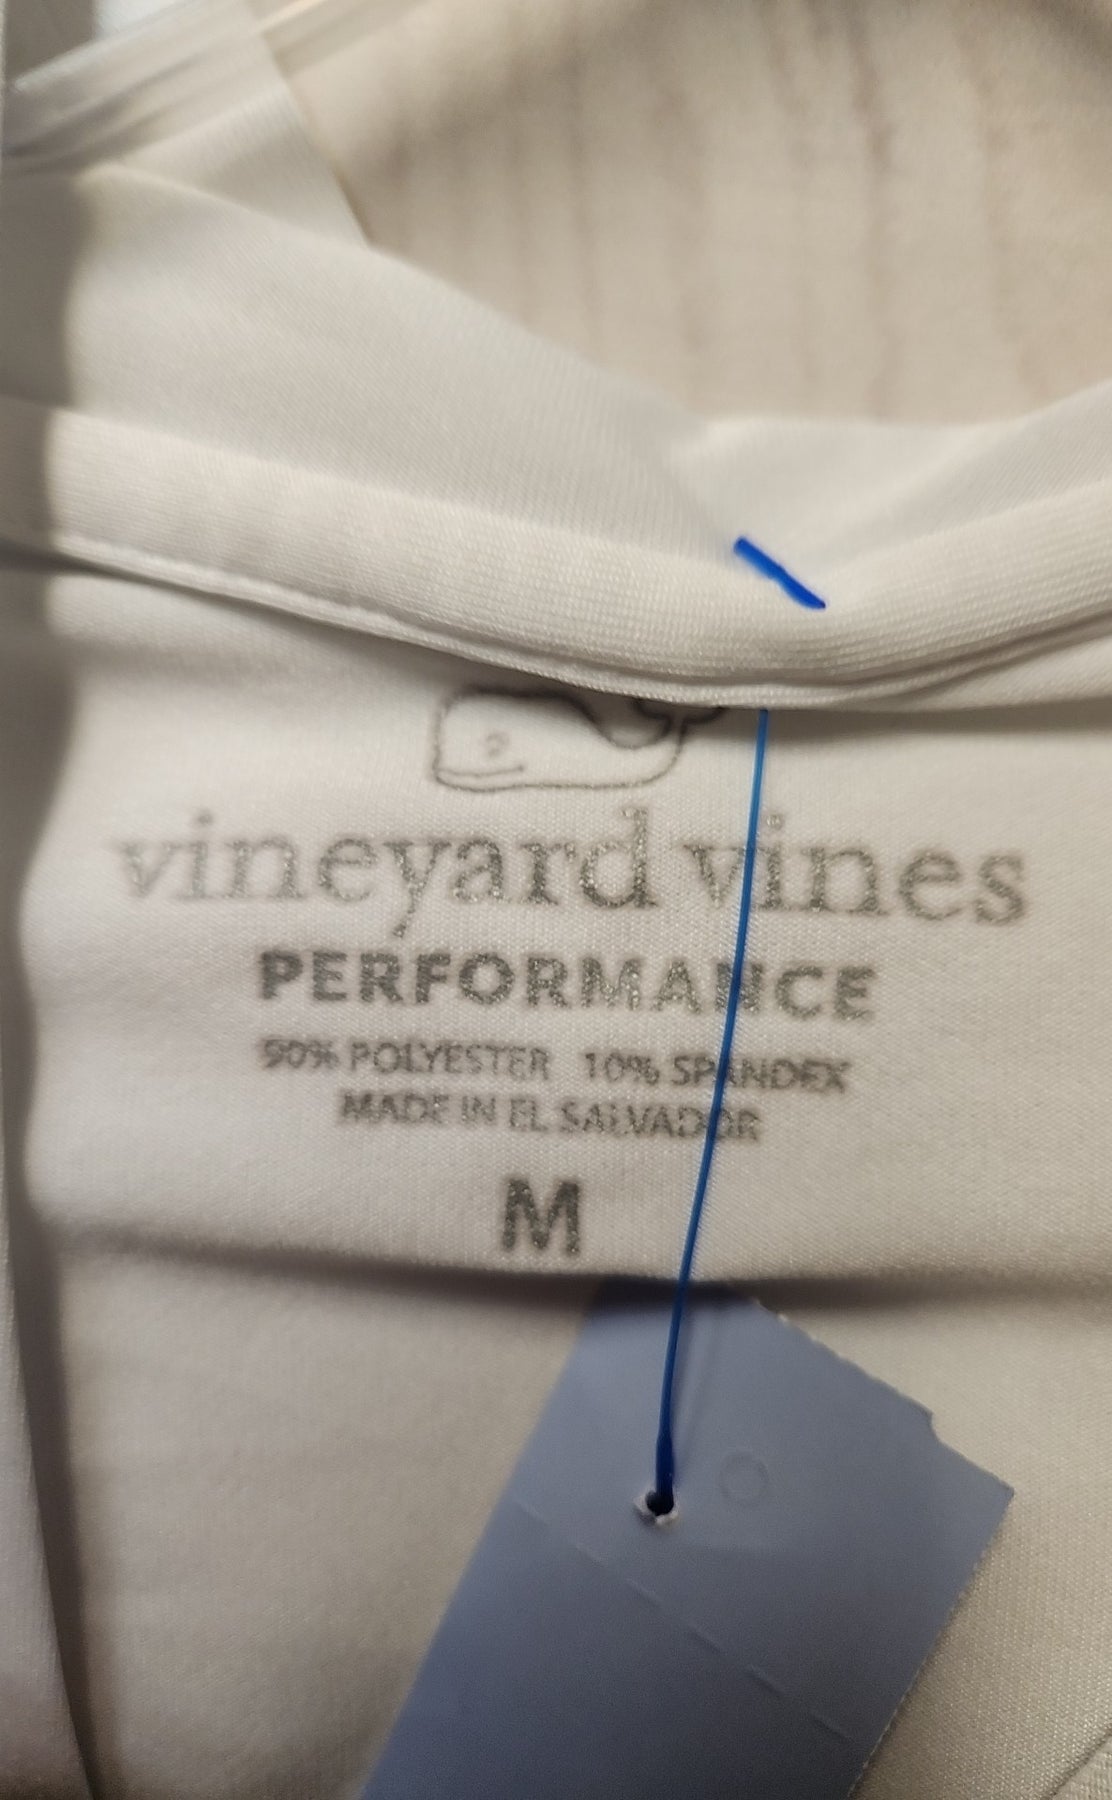 vineyard vines
PERFORMANCE
90% POLYESTER 10% SPANDEX
MADE IN EL SALVADOR
M